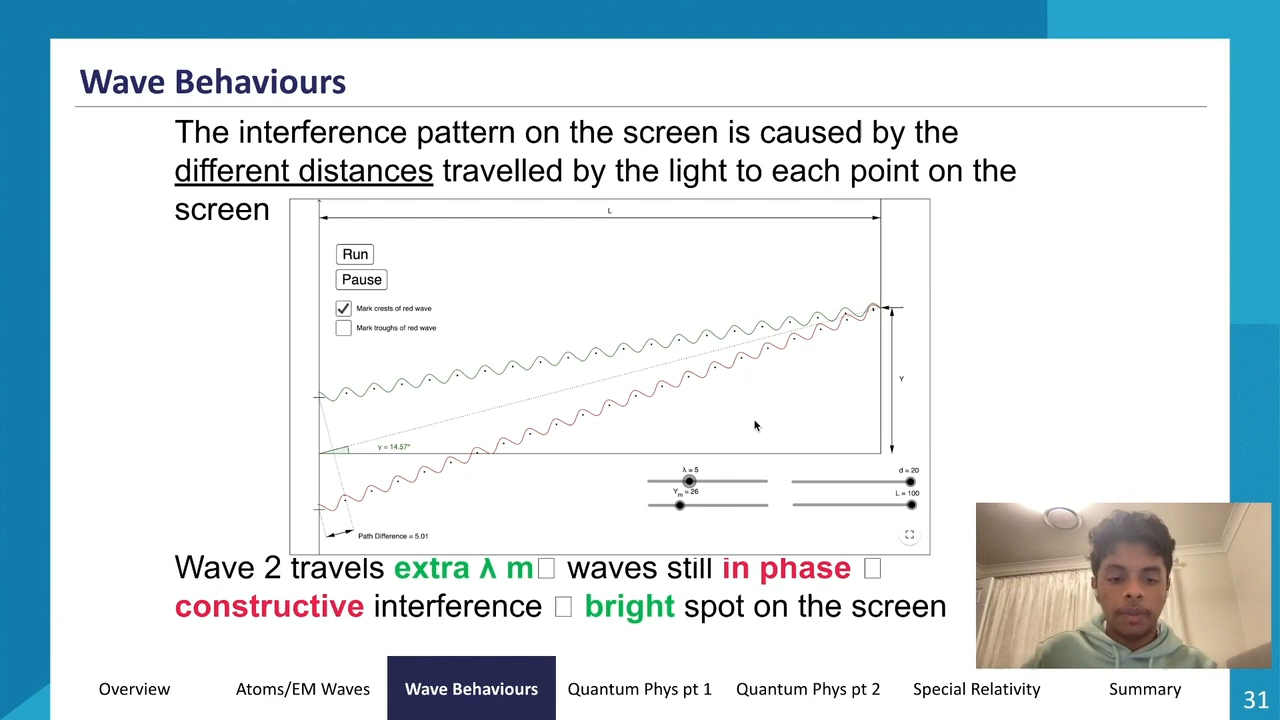 Wave Behaviours
The interference pattern on the screen is caused by the
different distances travelled by the light to each point on the
screen
L
Run
Pause
Mark crests of red wave
Mark troughs of red wave
Y
γ = 14.57°
λ = 5
d = 20
Ym = 26
L = 100
Path Difference = 5.01
Wave 2 travels extra λ m□ waves still in phase □
constructive interference □ bright spot on the screen
Overview
Atoms/EM Waves
Wave Behaviours
Quantum Phys pt 1
Quantum Phys pt 2
Special Relativity
Summary
31